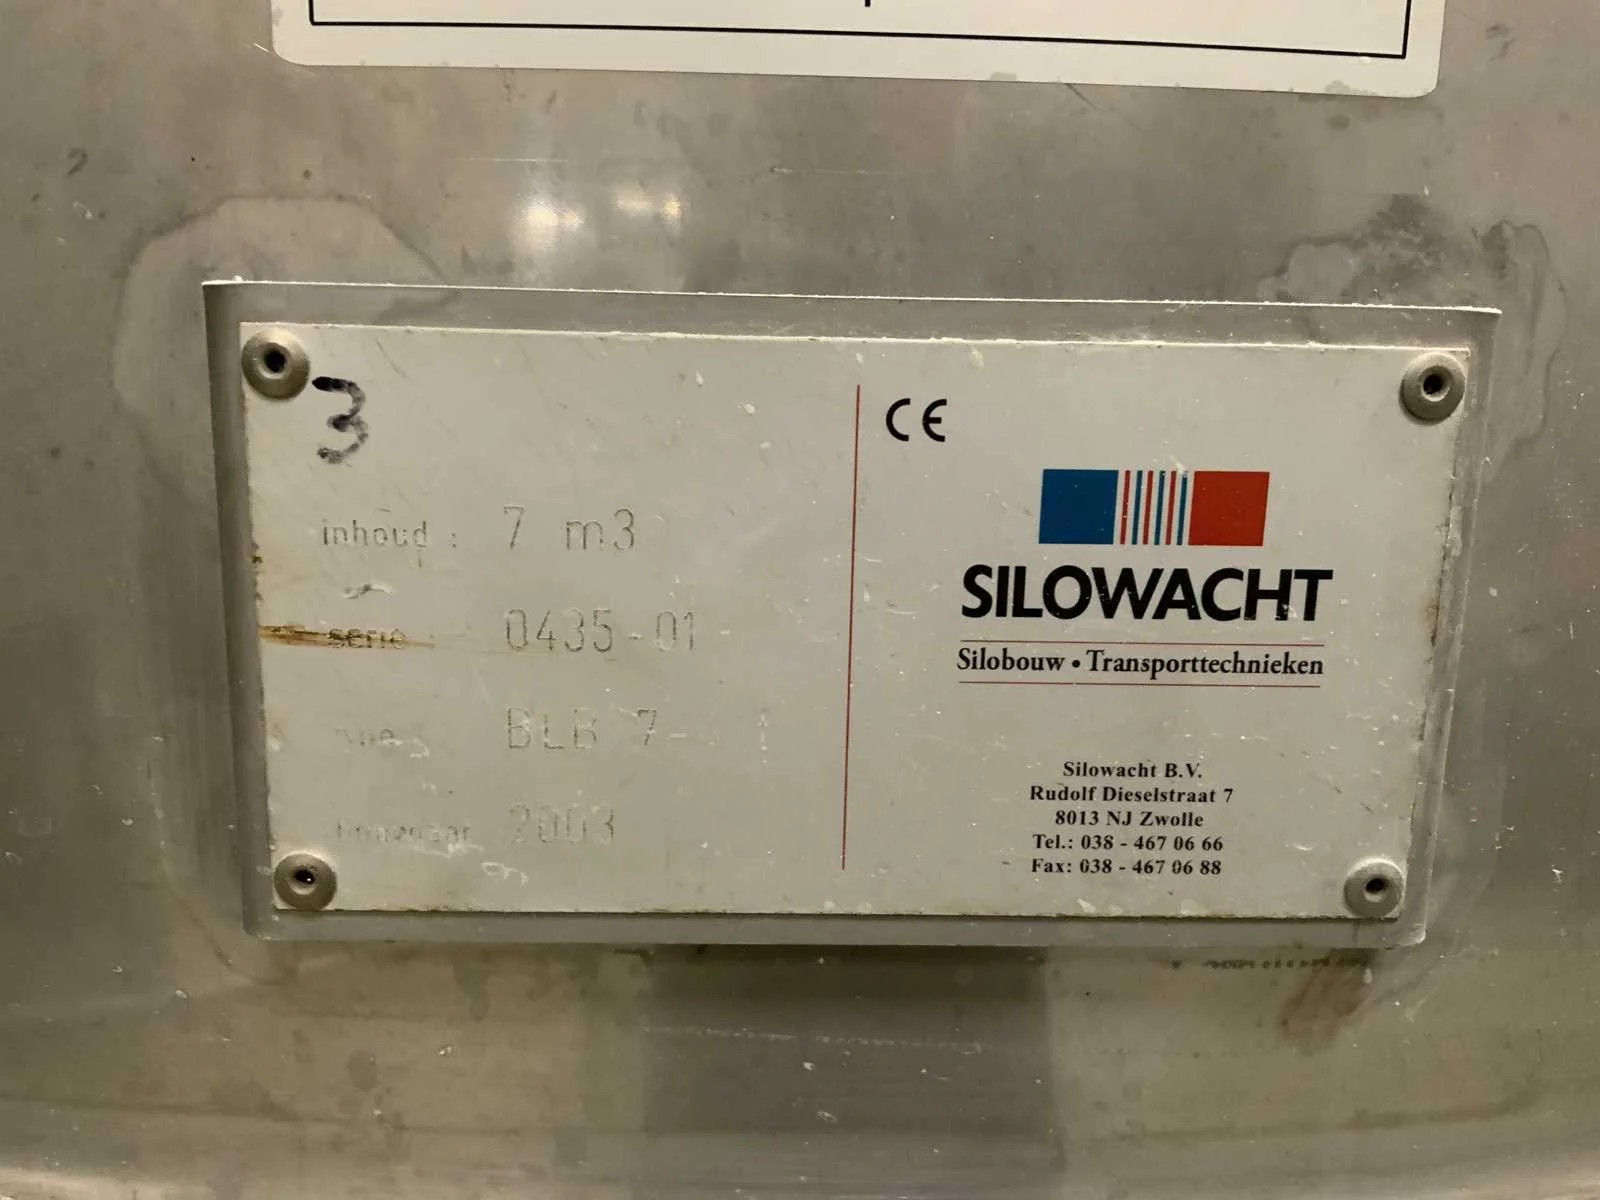 3
inhoud : 7 m3
serie 0435-01
BLB 7-
2003
CE
SILOWACHT
Silobouw • Transporttechnieken
Silowacht B.V.
Rudolf Dieselstraat 7
8013 NJ Zwolle
Tel.: 038 - 467 06 66
Fax: 038 - 467 06 88